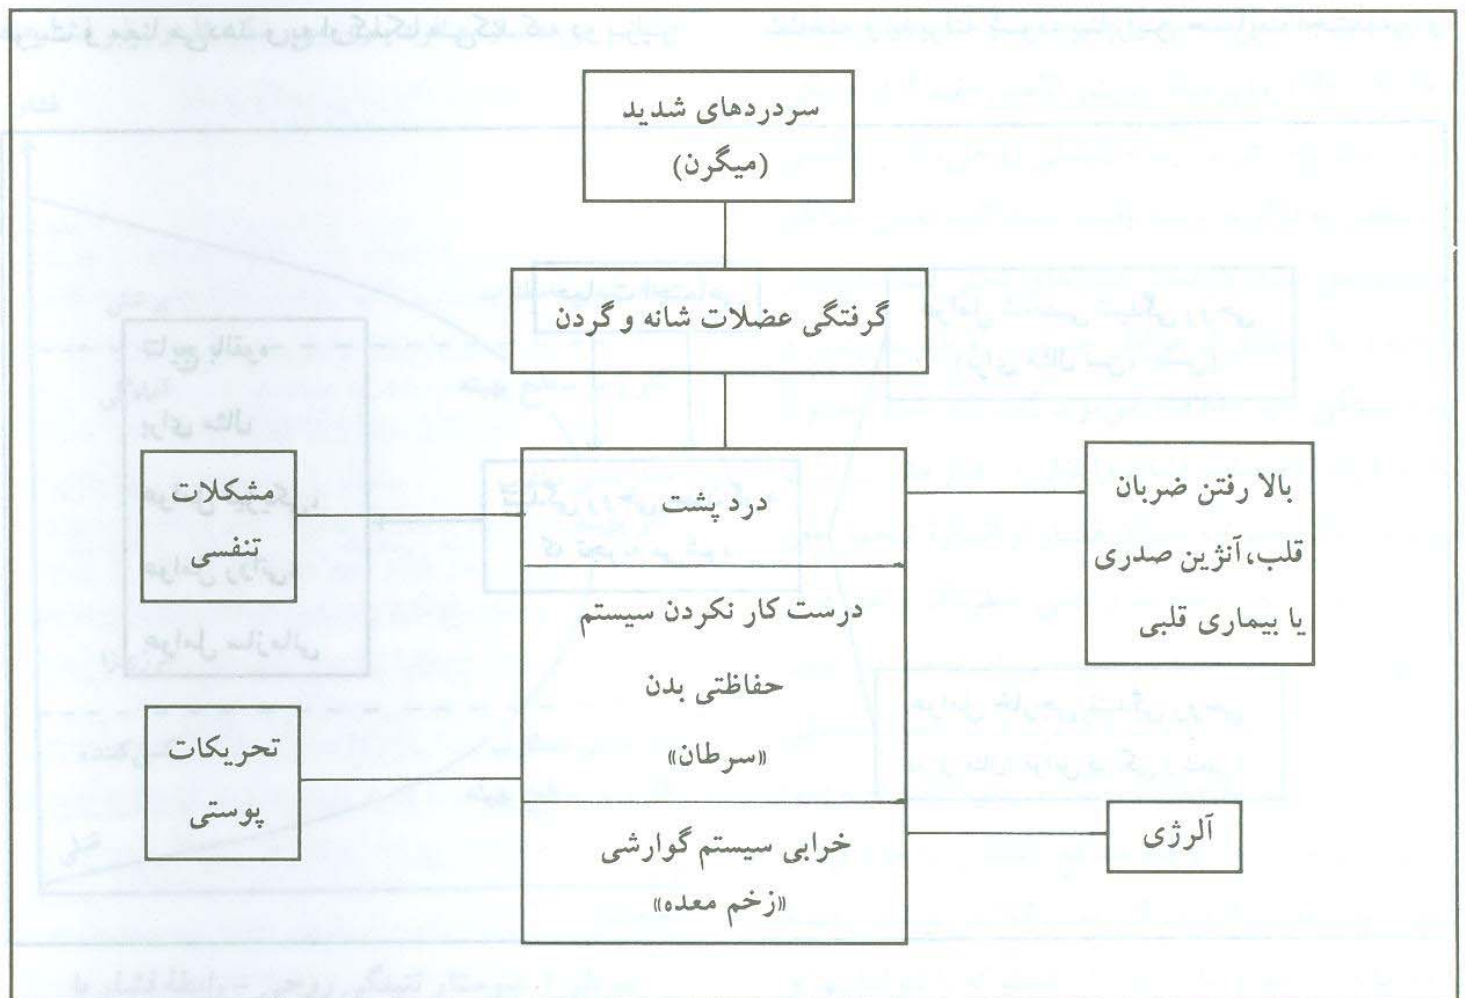 سردردهای شدید
(میگرن)
گرفتگی عضلات شانه و گردن
درد پشت
درست کار نکردن سیستم
حفاظتی بدن
«سرطان»
خرابی سیستم گوارشی
«زخم معده»
بالا رفتن ضربان
قلب،آنژین صدری
یا بیماری قلبی
آلرژی
مشکلات
تنفسی
تحریکات
پوستی